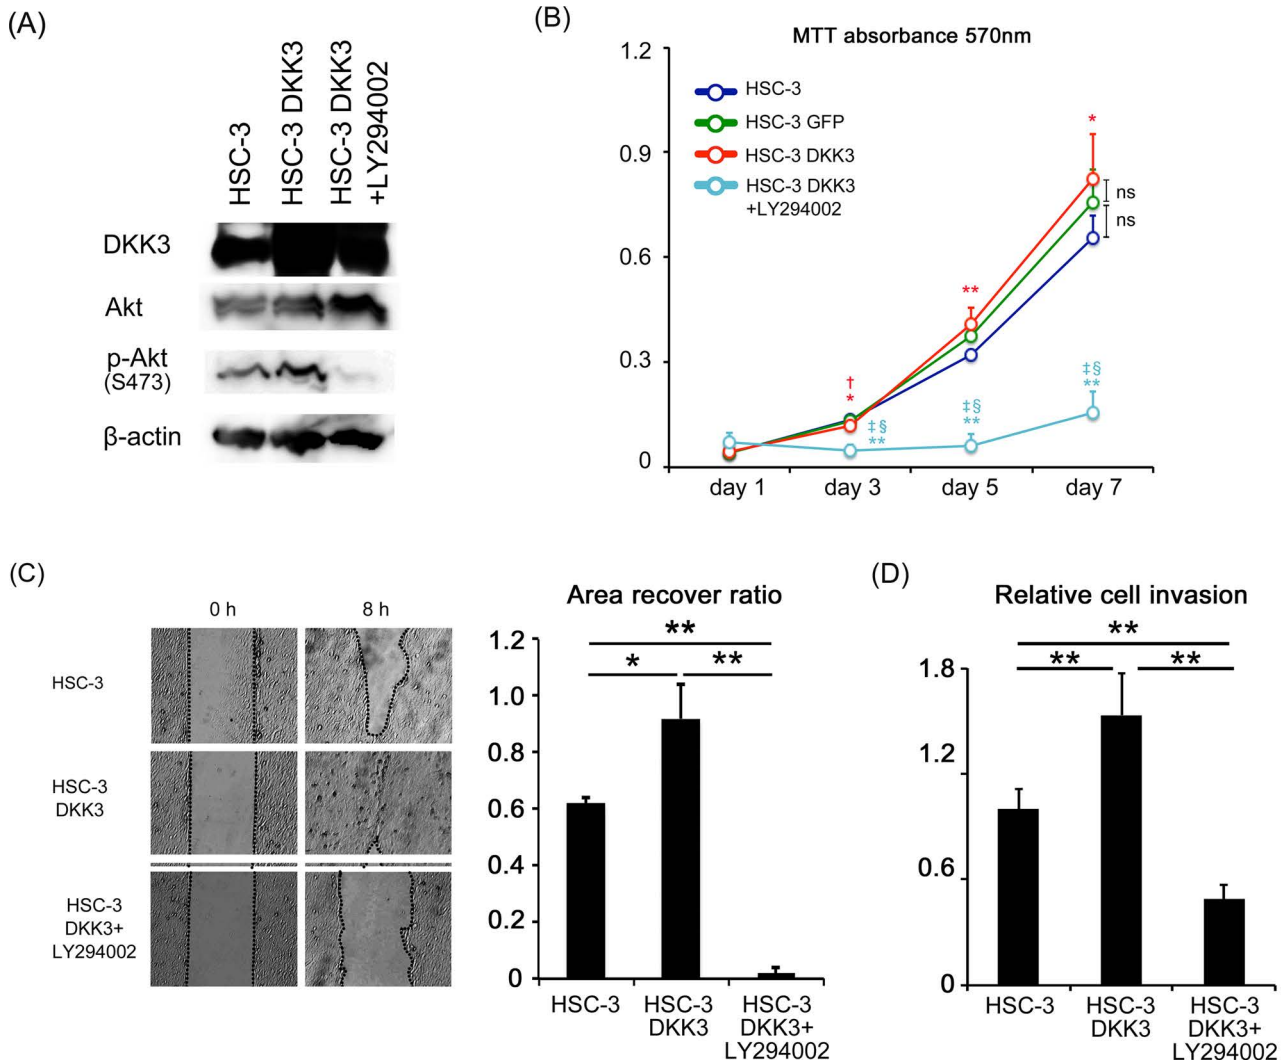 (A)
HSC-3
HSC-3 DKK3
HSC-3 DKK3
+LY294002
DKK3
Akt
p-Akt
(S473)
β-actin
(B)
MTT absorbance 570nm
1.2
0.9
0.6
0.3
0
HSC-3
HSC-3 GFP
HSC-3 DKK3
HSC-3 DKK3
+LY294002
†
*
‡§
**
**
‡§
**
*
ns
ns
‡§
**
day 1
day 3
day 5
day 7
(C)
0 h
8 h
HSC-3
HSC-3
DKK3
HSC-3
DKK3+
LY294002
Area recover ratio
**
*
**
1.2
1.0
0.8
0.6
0.4
0.2
0
HSC-3
HSC-3
DKK3
HSC-3
DKK3+
LY294002
(D)
Relative cell invasion
**
**
**
1.8
1.2
0.6
0
HSC-3
HSC-3
DKK3
HSC-3
DKK3+
LY294002